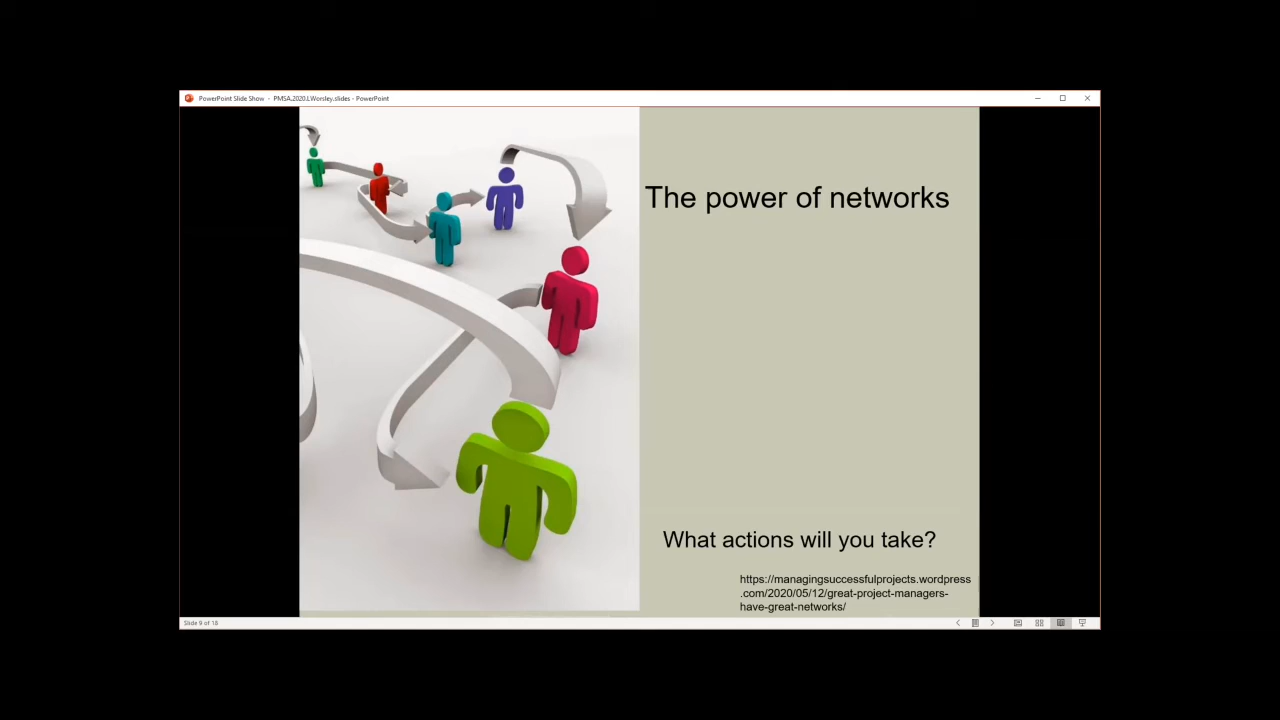 PowerPoint Slide Show - PMSA.2020.LWorsley.slides - PowerPoint
The power of networks
What actions will you take?
https://managingsuccessfulprojects.wordpress
.com/2020/05/12/great-project-managers-
have-great-networks/
Slide 9 of 18